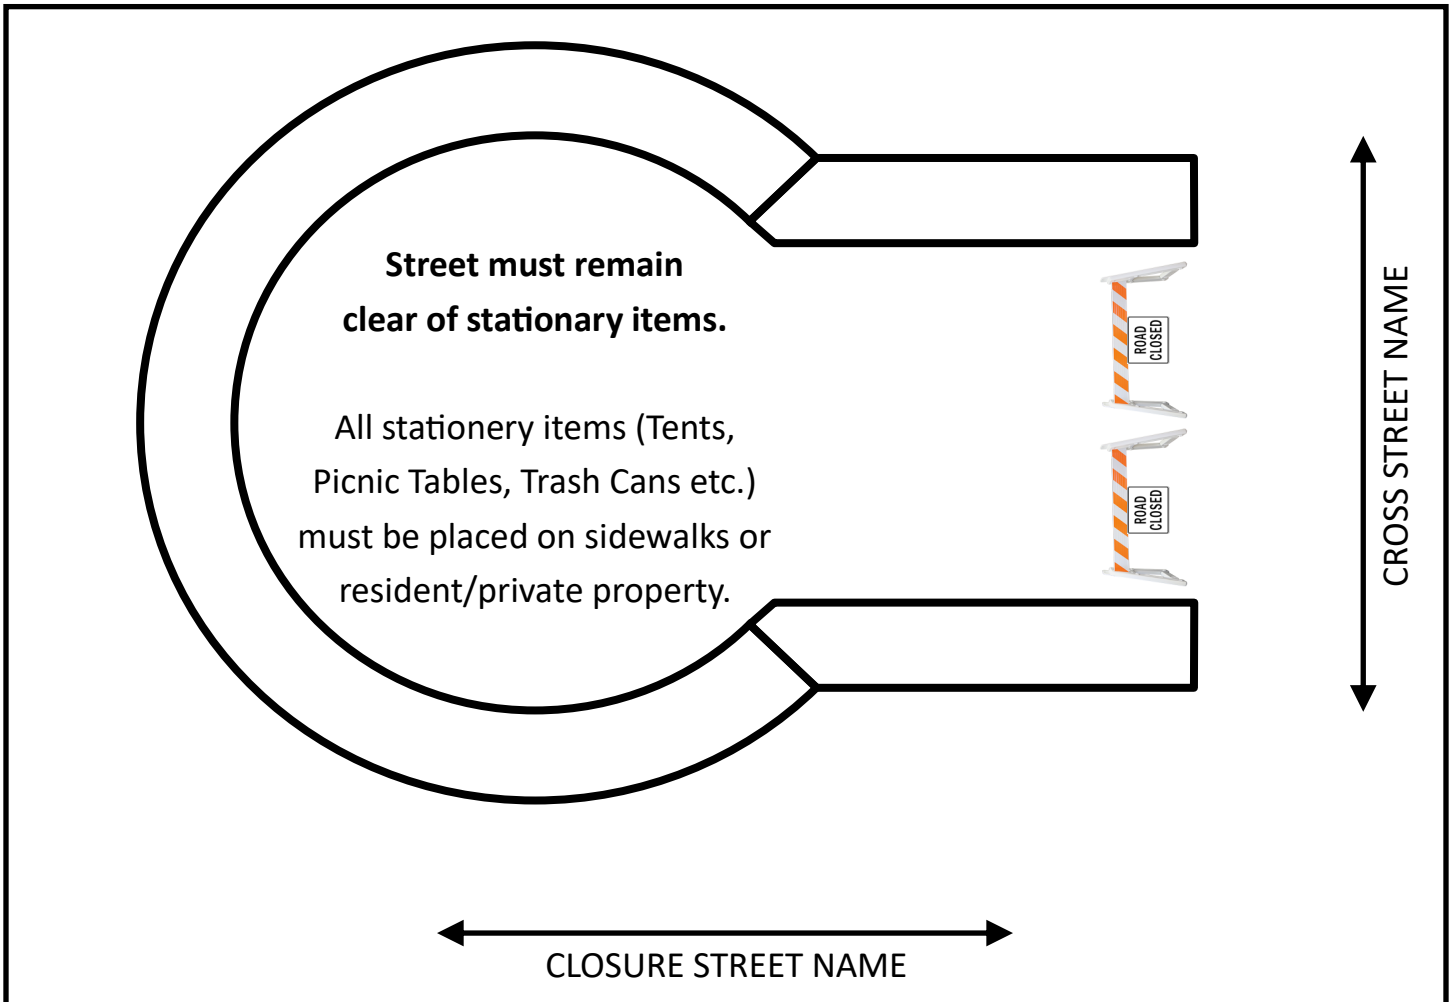 Street must remain
clear of stationary items.
All stationery items (Tents,
Picnic Tables, Trash Cans etc.)
must be placed on sidewalks or
resident/private property.
ROAD
CLOSED
ROAD
CLOSED
CROSS STREET NAME
CLOSURE STREET NAME